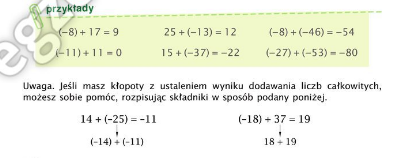 przykłady
(−8) + 17 = 9 25 + (−13) = 12 (−8) + (−46) = −54
(−11) + 11 = 0 15 + (−37) = −22 (−27) + (−53) = −80
Uwaga. Jeśli masz kłopoty z ustaleniem wyniku dodawania liczb całkowitych,
możesz sobie pomóc, rozpisując składniki w sposób podany poniżej.
14 + (−25) = −11 (−18) + 37 = 19
(−14) + (−11) 18 + 19